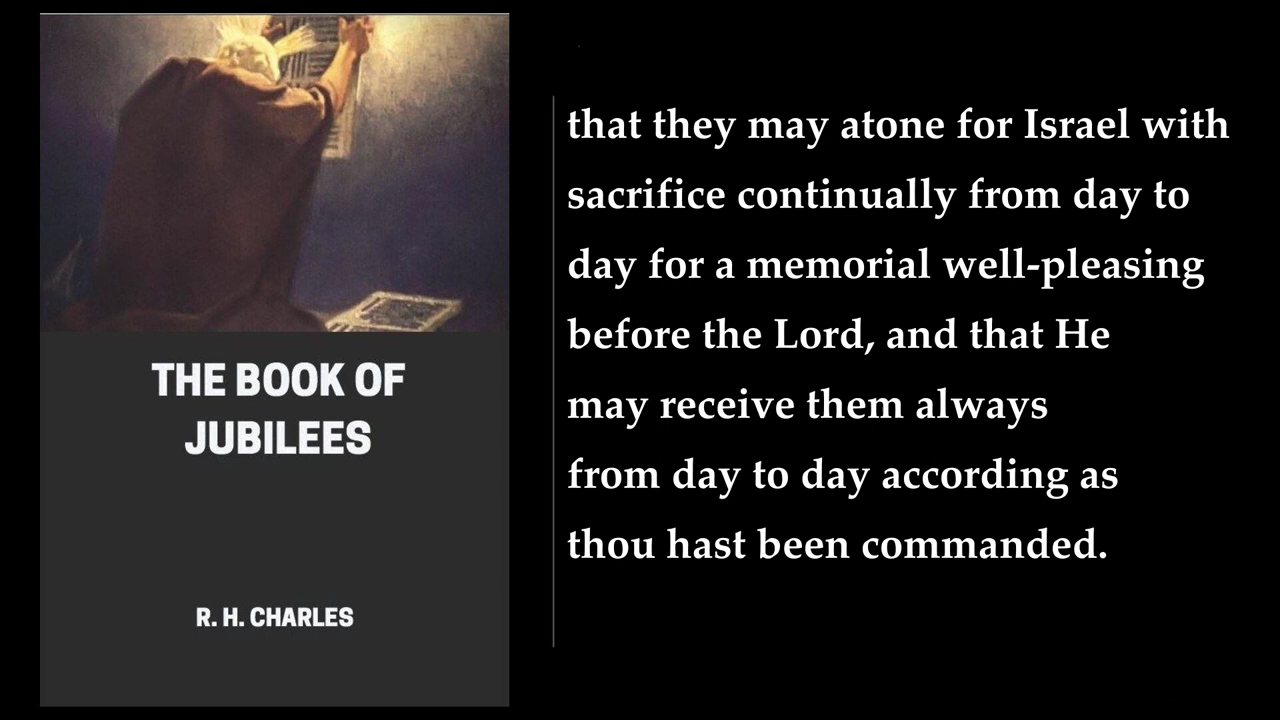 THE BOOK OF
JUBILEES
R. H. CHARLES
that they may atone for Israel with
sacrifice continually from day to
day for a memorial well-pleasing
before the Lord, and that He
may receive them always
from day to day according as
thou hast been commanded.